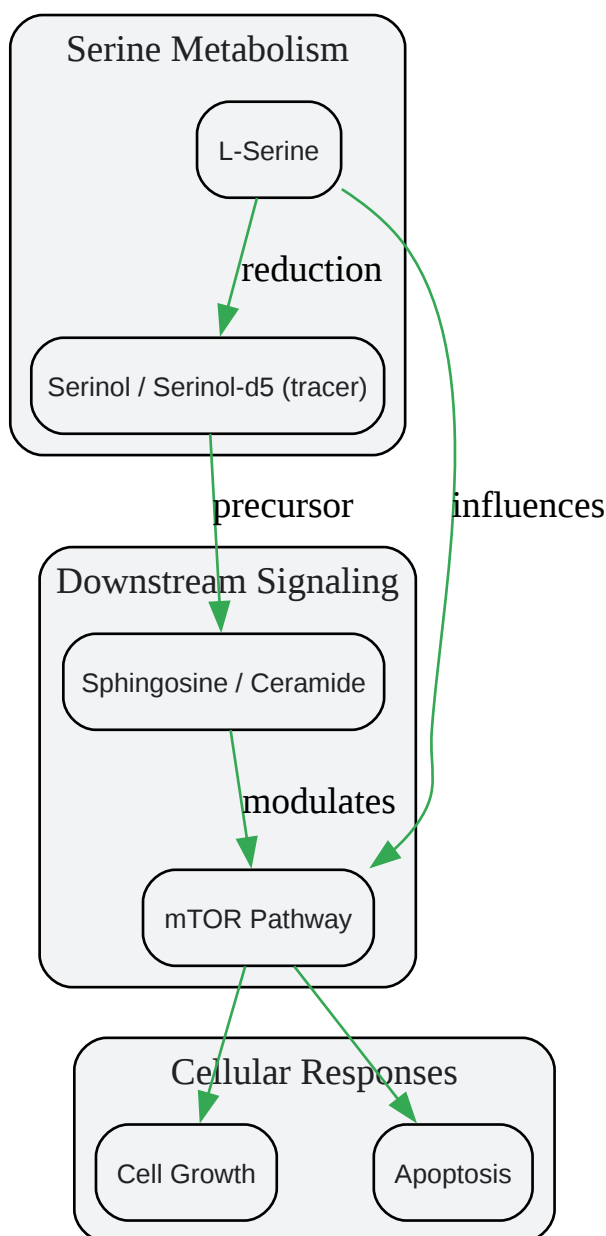 Serine Metabolism
L-Serine
reduction
Serinol / Serinol-d5 (tracer)
precursor
influences
Downstream Signaling
Sphingosine / Ceramide
modulates
mTOR Pathway
Cellular Responses
Cell Growth
Apoptosis